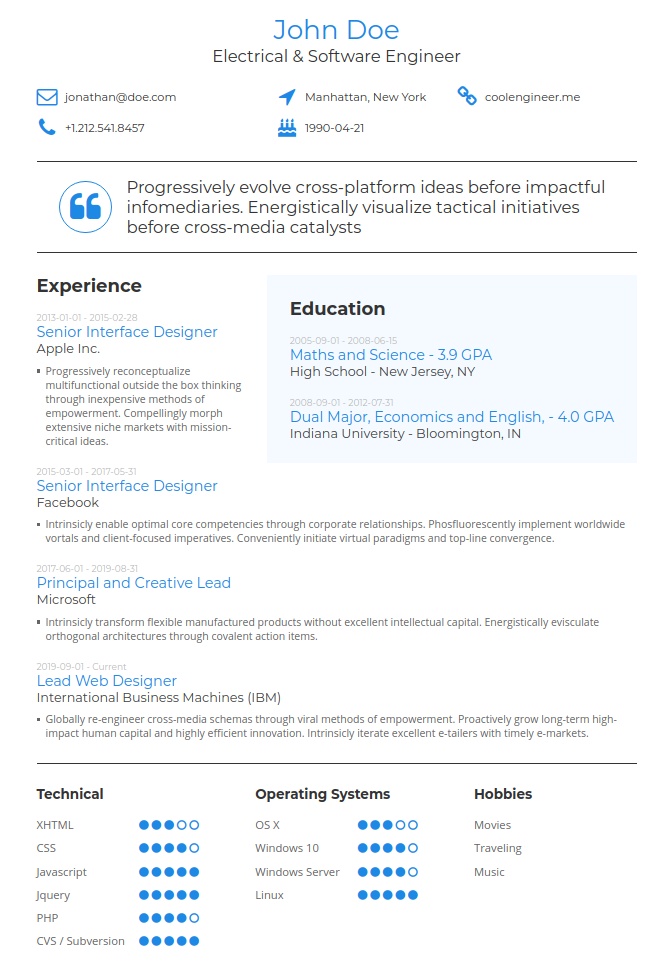 John Doe
Electrical & Software Engineer
jonathan@doe.com
Manhattan, New York
coolengineer.me
+1.212.541.8457
1990-04-21
Progressively evolve cross-platform ideas before impactful
infomediaries. Energistically visualize tactical initiatives
before cross-media catalysts
Experience
2013-01-01 - 2015-02-28
Senior Interface Designer
Apple Inc.
Progressively reconceptualize
multifunctional outside the box thinking
through inexpensive methods of
empowerment. Compellingly morph
extensive niche markets with mission-
critical ideas.
Education
2005-09-01 - 2008-06-15
Maths and Science - 3.9 GPA
High School - New Jersey, NY
2008-09-01 - 2012-07-31
Dual Major, Economics and English, - 4.0 GPA
Indiana University - Bloomington, IN
2015-03-01 - 2017-05-31
Senior Interface Designer
Facebook
Intrinsicly enable optimal core competencies through corporate relationships. Phosfluorescently implement worldwide
vortals and client-focused imperatives. Conveniently initiate virtual paradigms and top-line convergence.
2017-06-01 - 2019-08-31
Principal and Creative Lead
Microsoft
Intrinsicly transform flexible manufactured products without excellent intellectual capital. Energistically evisculate
orthogonal architectures through covalent action items.
2019-09-01 - Current
Lead Web Designer
International Business Machines (IBM)
Globally re-engineer cross-media schemas through viral methods of empowerment. Proactively grow long-term high-
impact human capital and highly efficient innovation. Intrinsicly iterate excellent e-tailers with timely e-markets.
Technical
XHTML
CSS
Javascript
Jquery
PHP
CVS / Subversion
Operating Systems
OS X
Windows 10
Windows Server
Linux
Hobbies
Movies
Traveling
Music